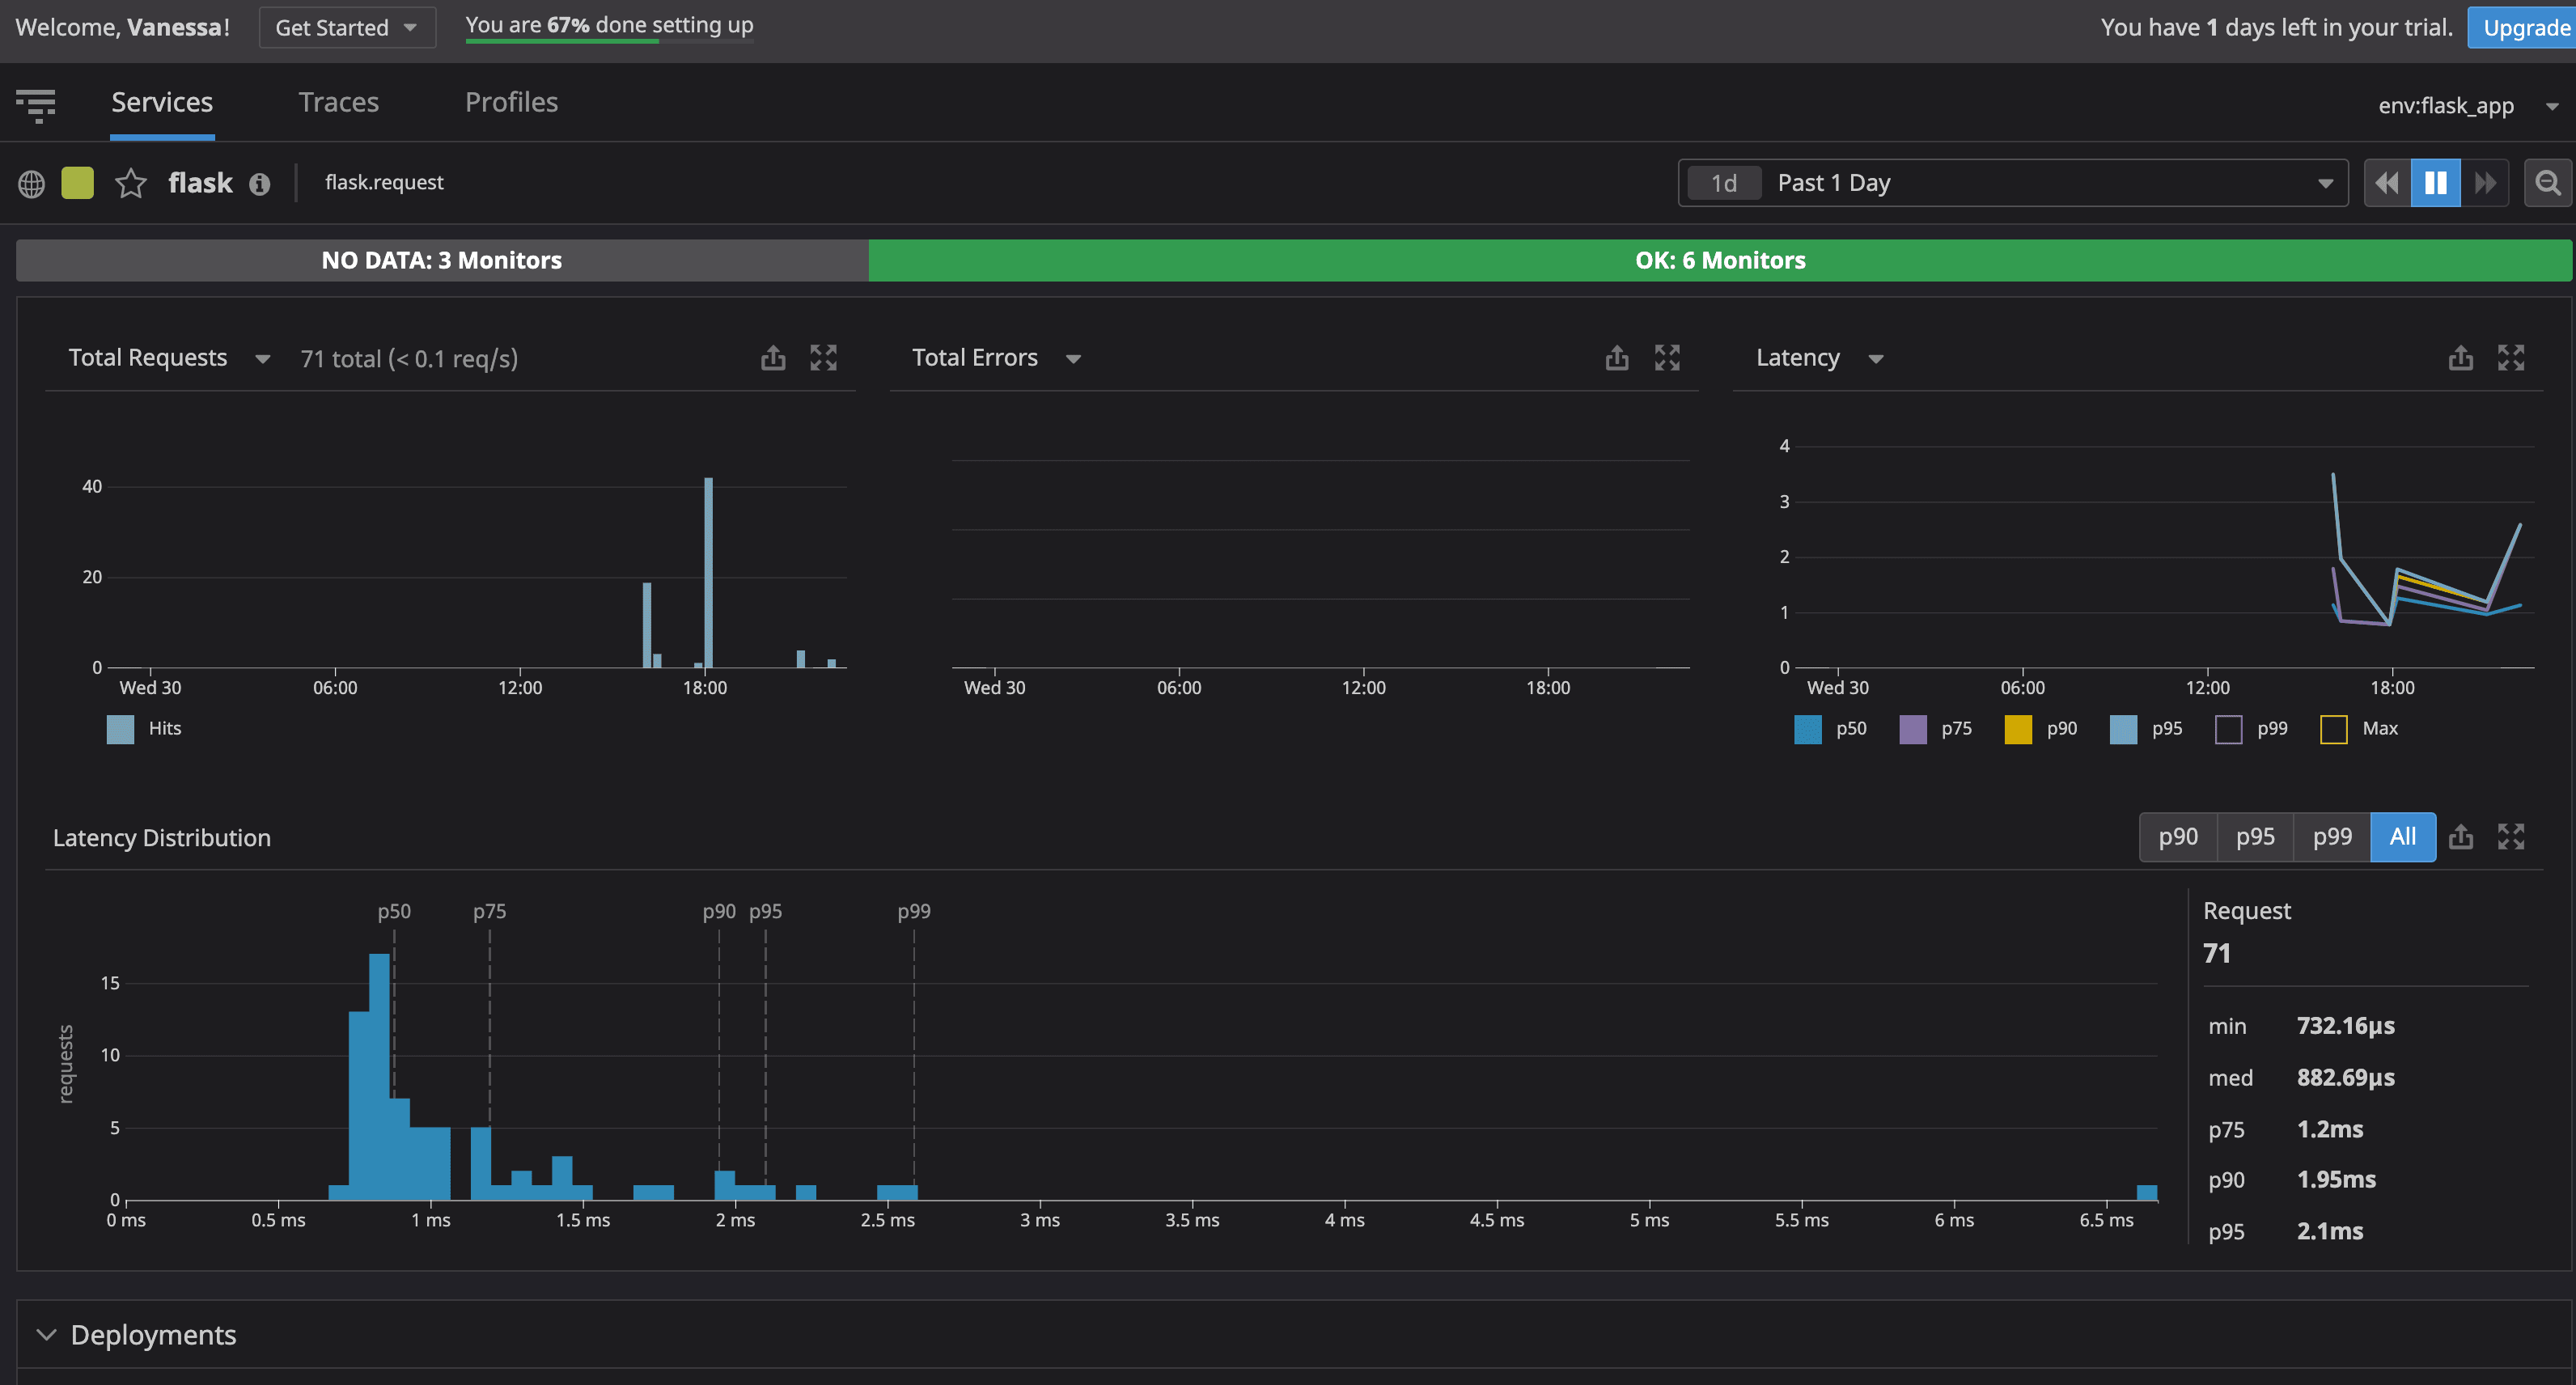 Welcome, Vanessa! Get Started You are 67% done setting up You have 1 days left in your trial. Upgrade
Services Traces Profiles env:flask_app
flask flask.request 1d Past 1 Day
NO DATA: 3 Monitors OK: 6 Monitors
Total Requests 71 total (< 0.1 req/s)
40
20
0
Wed 30 06:00 12:00 18:00
Hits
Total Errors
Wed 30 06:00 12:00 18:00
Latency
4
3
2
1
0
Wed 30 06:00 12:00 18:00
p50 p75 p90 p95 p99 Max
Latency Distribution p90 p95 p99 All
p50 p75 p90 p95 p99
15
10
5
0
requests
0 ms 0.5 ms 1 ms 1.5 ms 2 ms 2.5 ms 3 ms 3.5 ms 4 ms 4.5 ms 5 ms 5.5 ms 6 ms 6.5 ms
Request
71
min 732.16µs
med 882.69µs
p75 1.2ms
p90 1.95ms
p95 2.1ms
Deployments